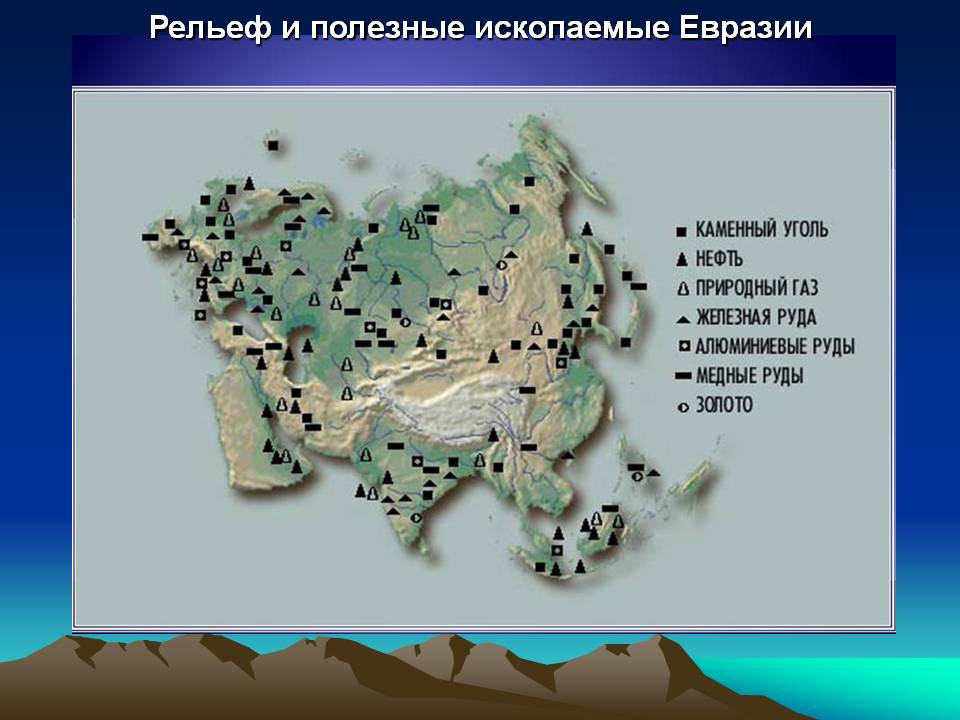 Рельеф и полезные ископаемые Евразии
КАМЕННЫЙ УГОЛЬ
НЕФТЬ
ПРИРОДНЫЙ ГАЗ
ЖЕЛЕЗНАЯ РУДА
АЛЮМИНИЕВЫЕ РУДЫ
МЕДНЫЕ РУДЫ
ЗОЛОТО